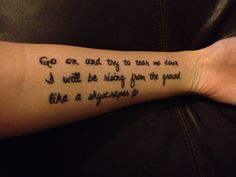 Go on and try to tear me down
I will be rising from the ground
like a skyscraper